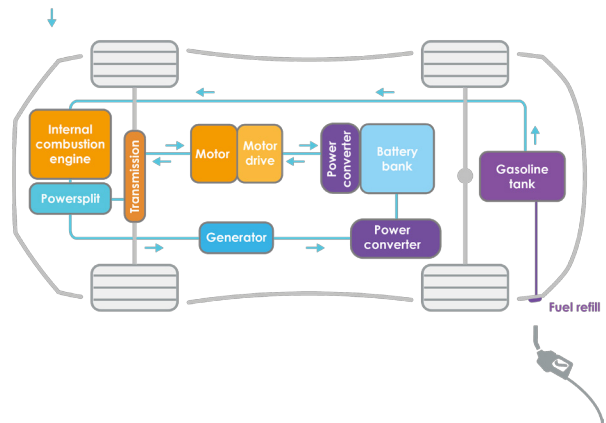 Internal
combustion
engine
Powersplit
Transmission
Motor
Motor
drive
Power
converter
Battery
bank
Gasoline
tank
Generator
Power
converter
Fuel refill